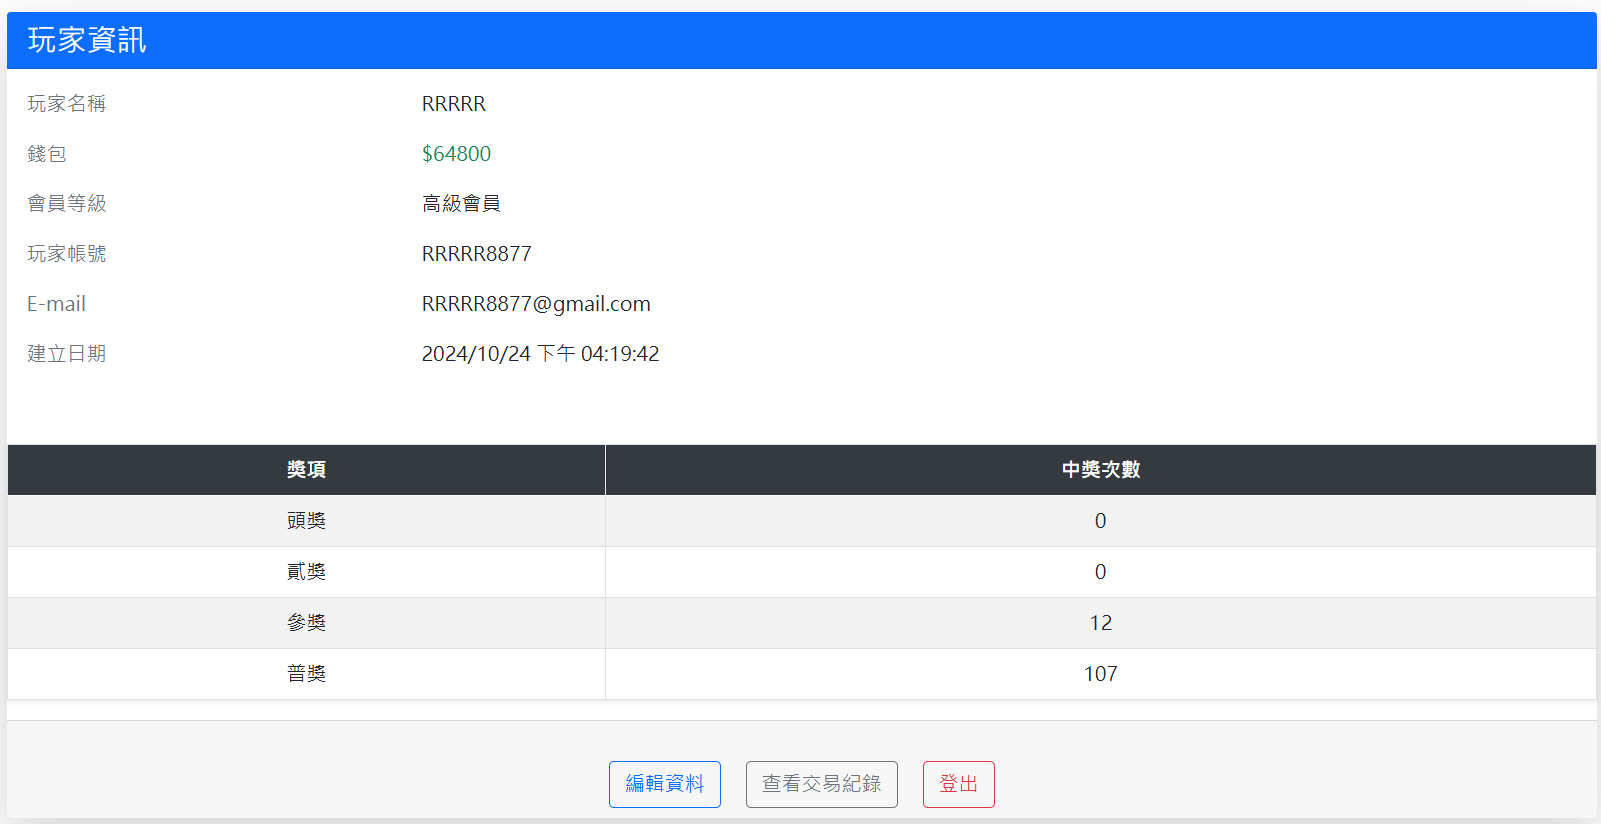 玩家資訊
玩家名稱 RRRRR
錢包 $64800
會員等級 高級會員
玩家帳號 RRRRR8877
E-mail RRRRR8877@gmail.com
建立日期 2024/10/24 下午 04:19:42
獎項 中獎次數
頭獎 0
貳獎 0
參獎 12
普獎 107
編輯資料 查看交易紀錄 登出